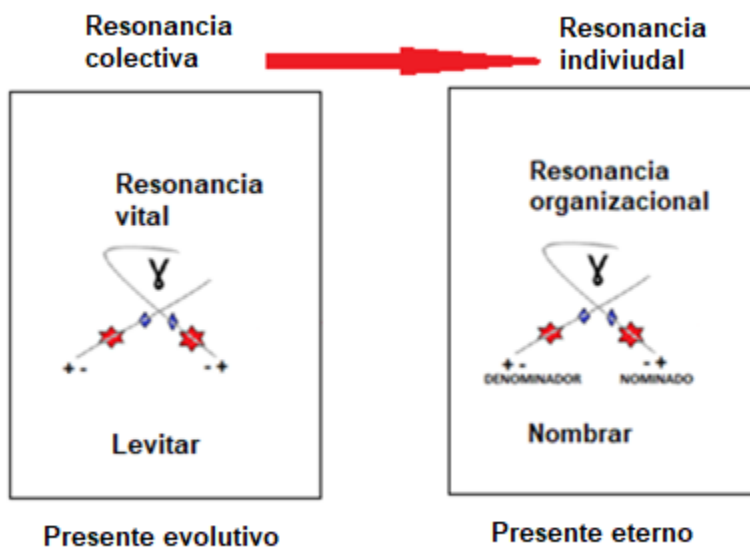 Resonancia
colectiva
Resonancia
indiviudal
Resonancia
vital
+ -
- +
Levitar
Presente evolutivo
Resonancia
organizacional
+ -
- +
DENOMINADOR
NOMINADO
Nombrar
Presente eterno